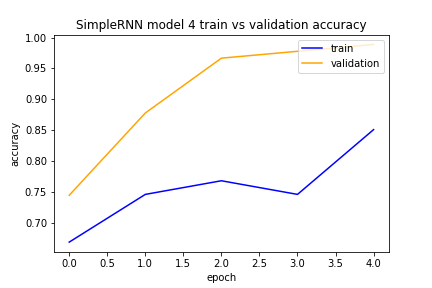 SimpleRNN model 4 train vs validation accuracy
1.00
0.95
0.90
0.85
0.80
0.75
0.70
accuracy
train
validation
0.0 0.5 1.0 1.5 2.0 2.5 3.0 3.5 4.0
epoch